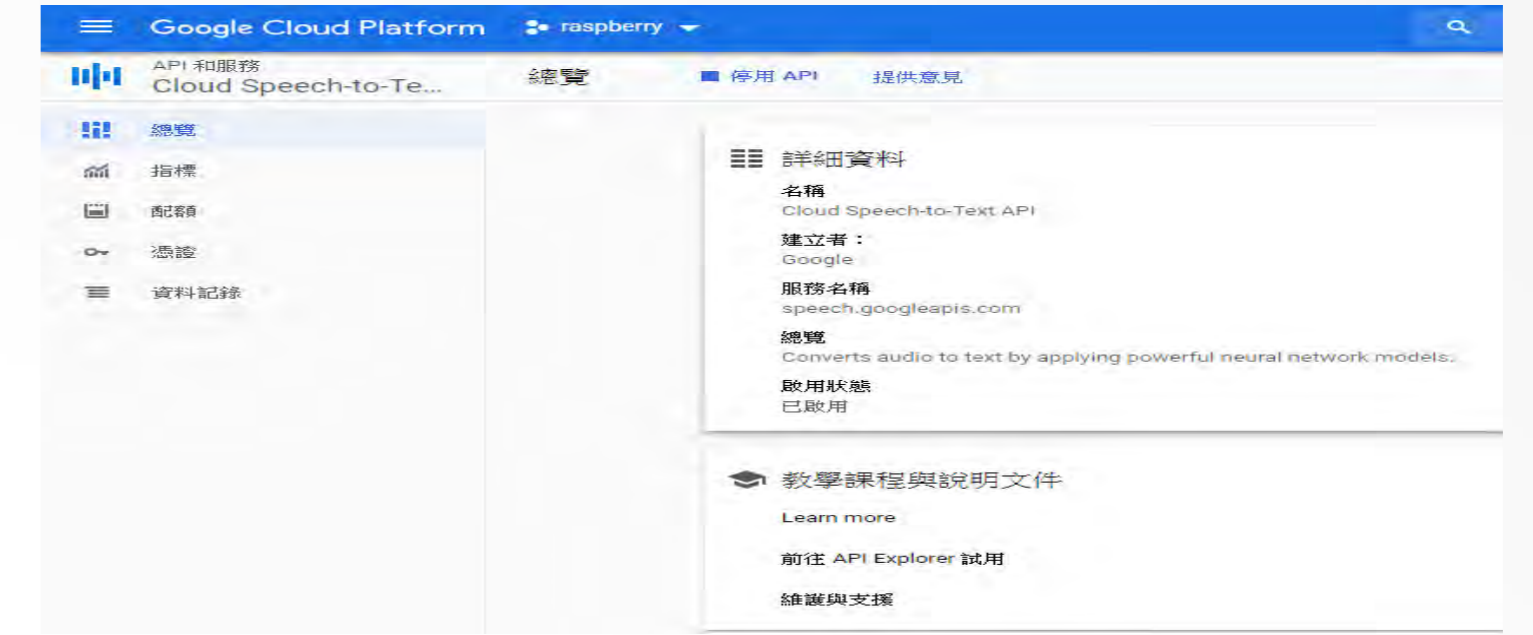 Google Cloud Platform
raspberry
API 和服務
Cloud Speech-to-Te...
總覽
停用 API
提供意見
總覽
指標
配額
憑證
資料記錄
詳細資料
名稱
Cloud Speech-to-Text API
建立者：
Google
服務名稱
speech.googleapis.com
總覽
Converts audio to text by applying powerful neural network models.
啟用狀態
已啟用
教學課程與說明文件
Learn more
前往 API Explorer 試用
維護與支援